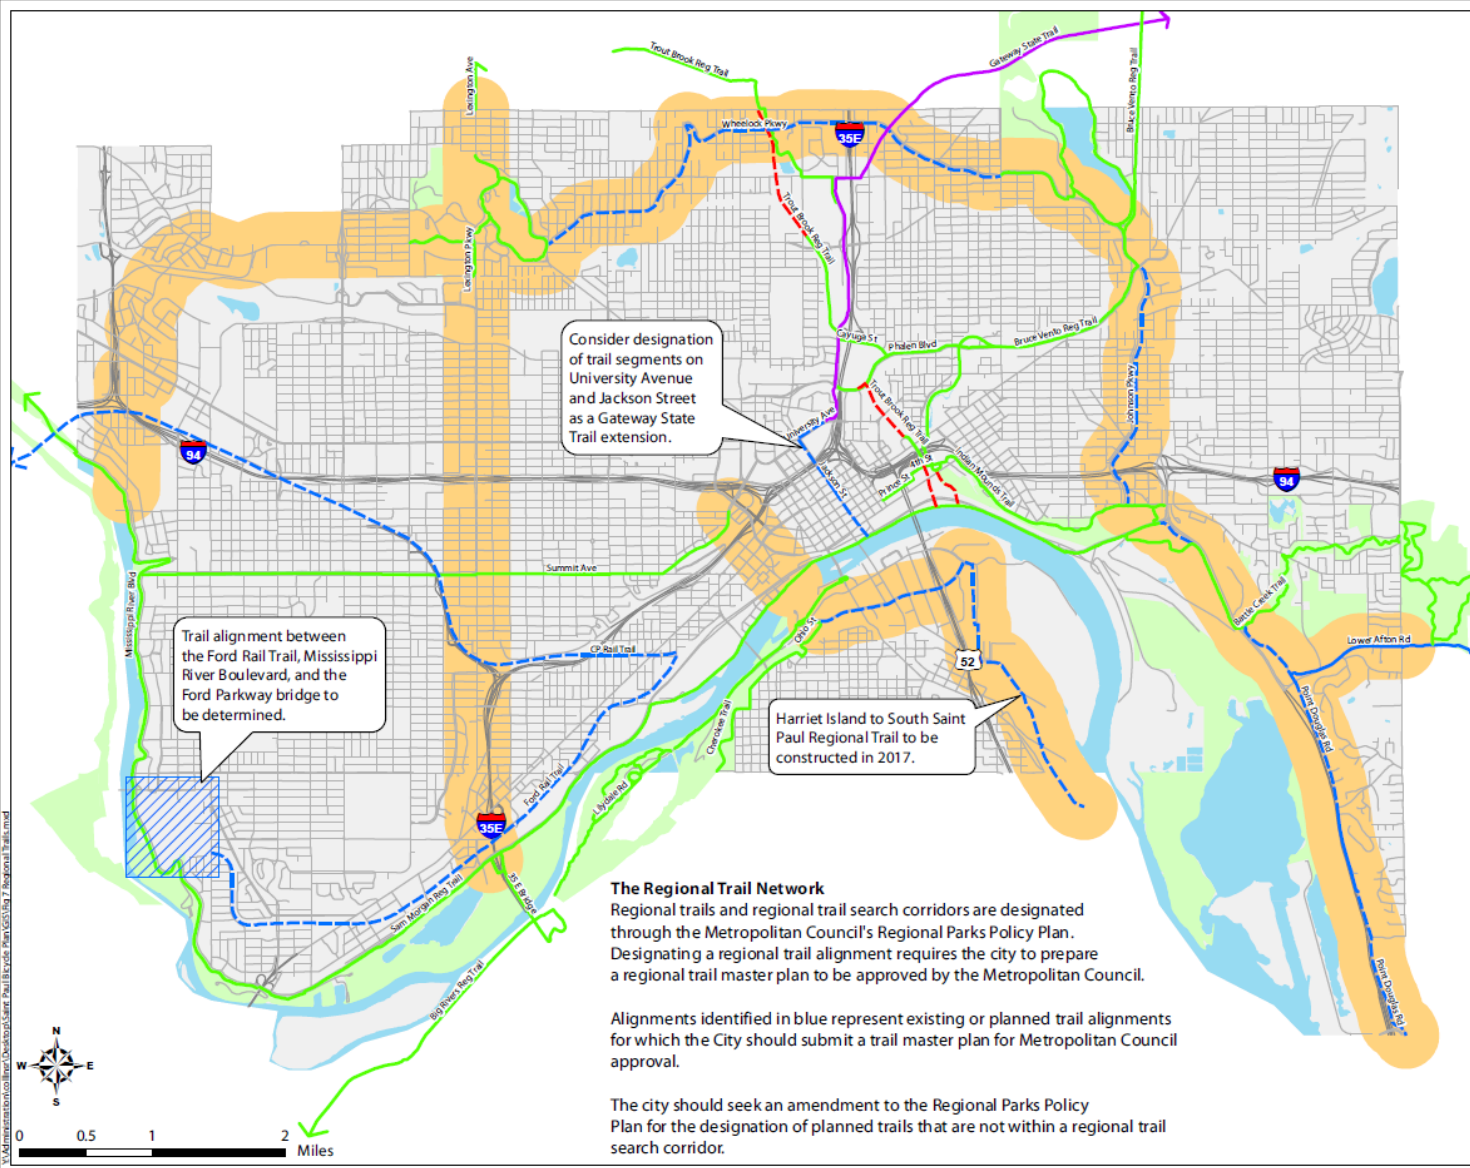 Trout Brook Reg Trail
Gateway State Trail
Lexington Ave
Bruce Vento Reg Trail
Wheelock Pkwy
35E
Trout Brook Reg Trail
Lexington Pkwy
Consider designation
of trail segments on
University Avenue
and Jackson Street
as a Gateway State
Trail extension.
Cayuga St
Phalen Blvd
Bruce Vento Reg Trail
Johnson Pkwy
Trout Brook Reg Trail
University Ave
94
Jackson St
4th St
Prince St
Indian Mounds Trail
94
Summit Ave
Mississippi River Blvd
Battle Creek Trail
Ohio St
Lower Afton Rd
Trail alignment between
the Ford Rail Trail, Mississippi
River Boulevard, and the
Ford Parkway bridge to
be determined.
CP Rail Trail
52
Cherokee Trail
Harriet Island to South Saint
Paul Regional Trail to be
constructed in 2017.
Point Douglas Rd
Ford Rail Trail
Lilydale Rd
35E
35 E Bridge
Sam Morgan Reg Trail
Big Rivers Reg Trail
Point Douglas Rd
The Regional Trail Network
Regional trails and regional trail search corridors are designated
through the Metropolitan Council's Regional Parks Policy Plan.
Designating a regional trail alignment requires the city to prepare
a regional trail master plan to be approved by the Metropolitan Council.
Alignments identified in blue represent existing or planned trail alignments
for which the City should submit a trail master plan for Metropolitan Council
approval.
The city should seek an amendment to the Regional Parks Policy
Plan for the designation of planned trails that are not within a regional trail
search corridor.
N
W E
S
0 0.5 1 2
Miles